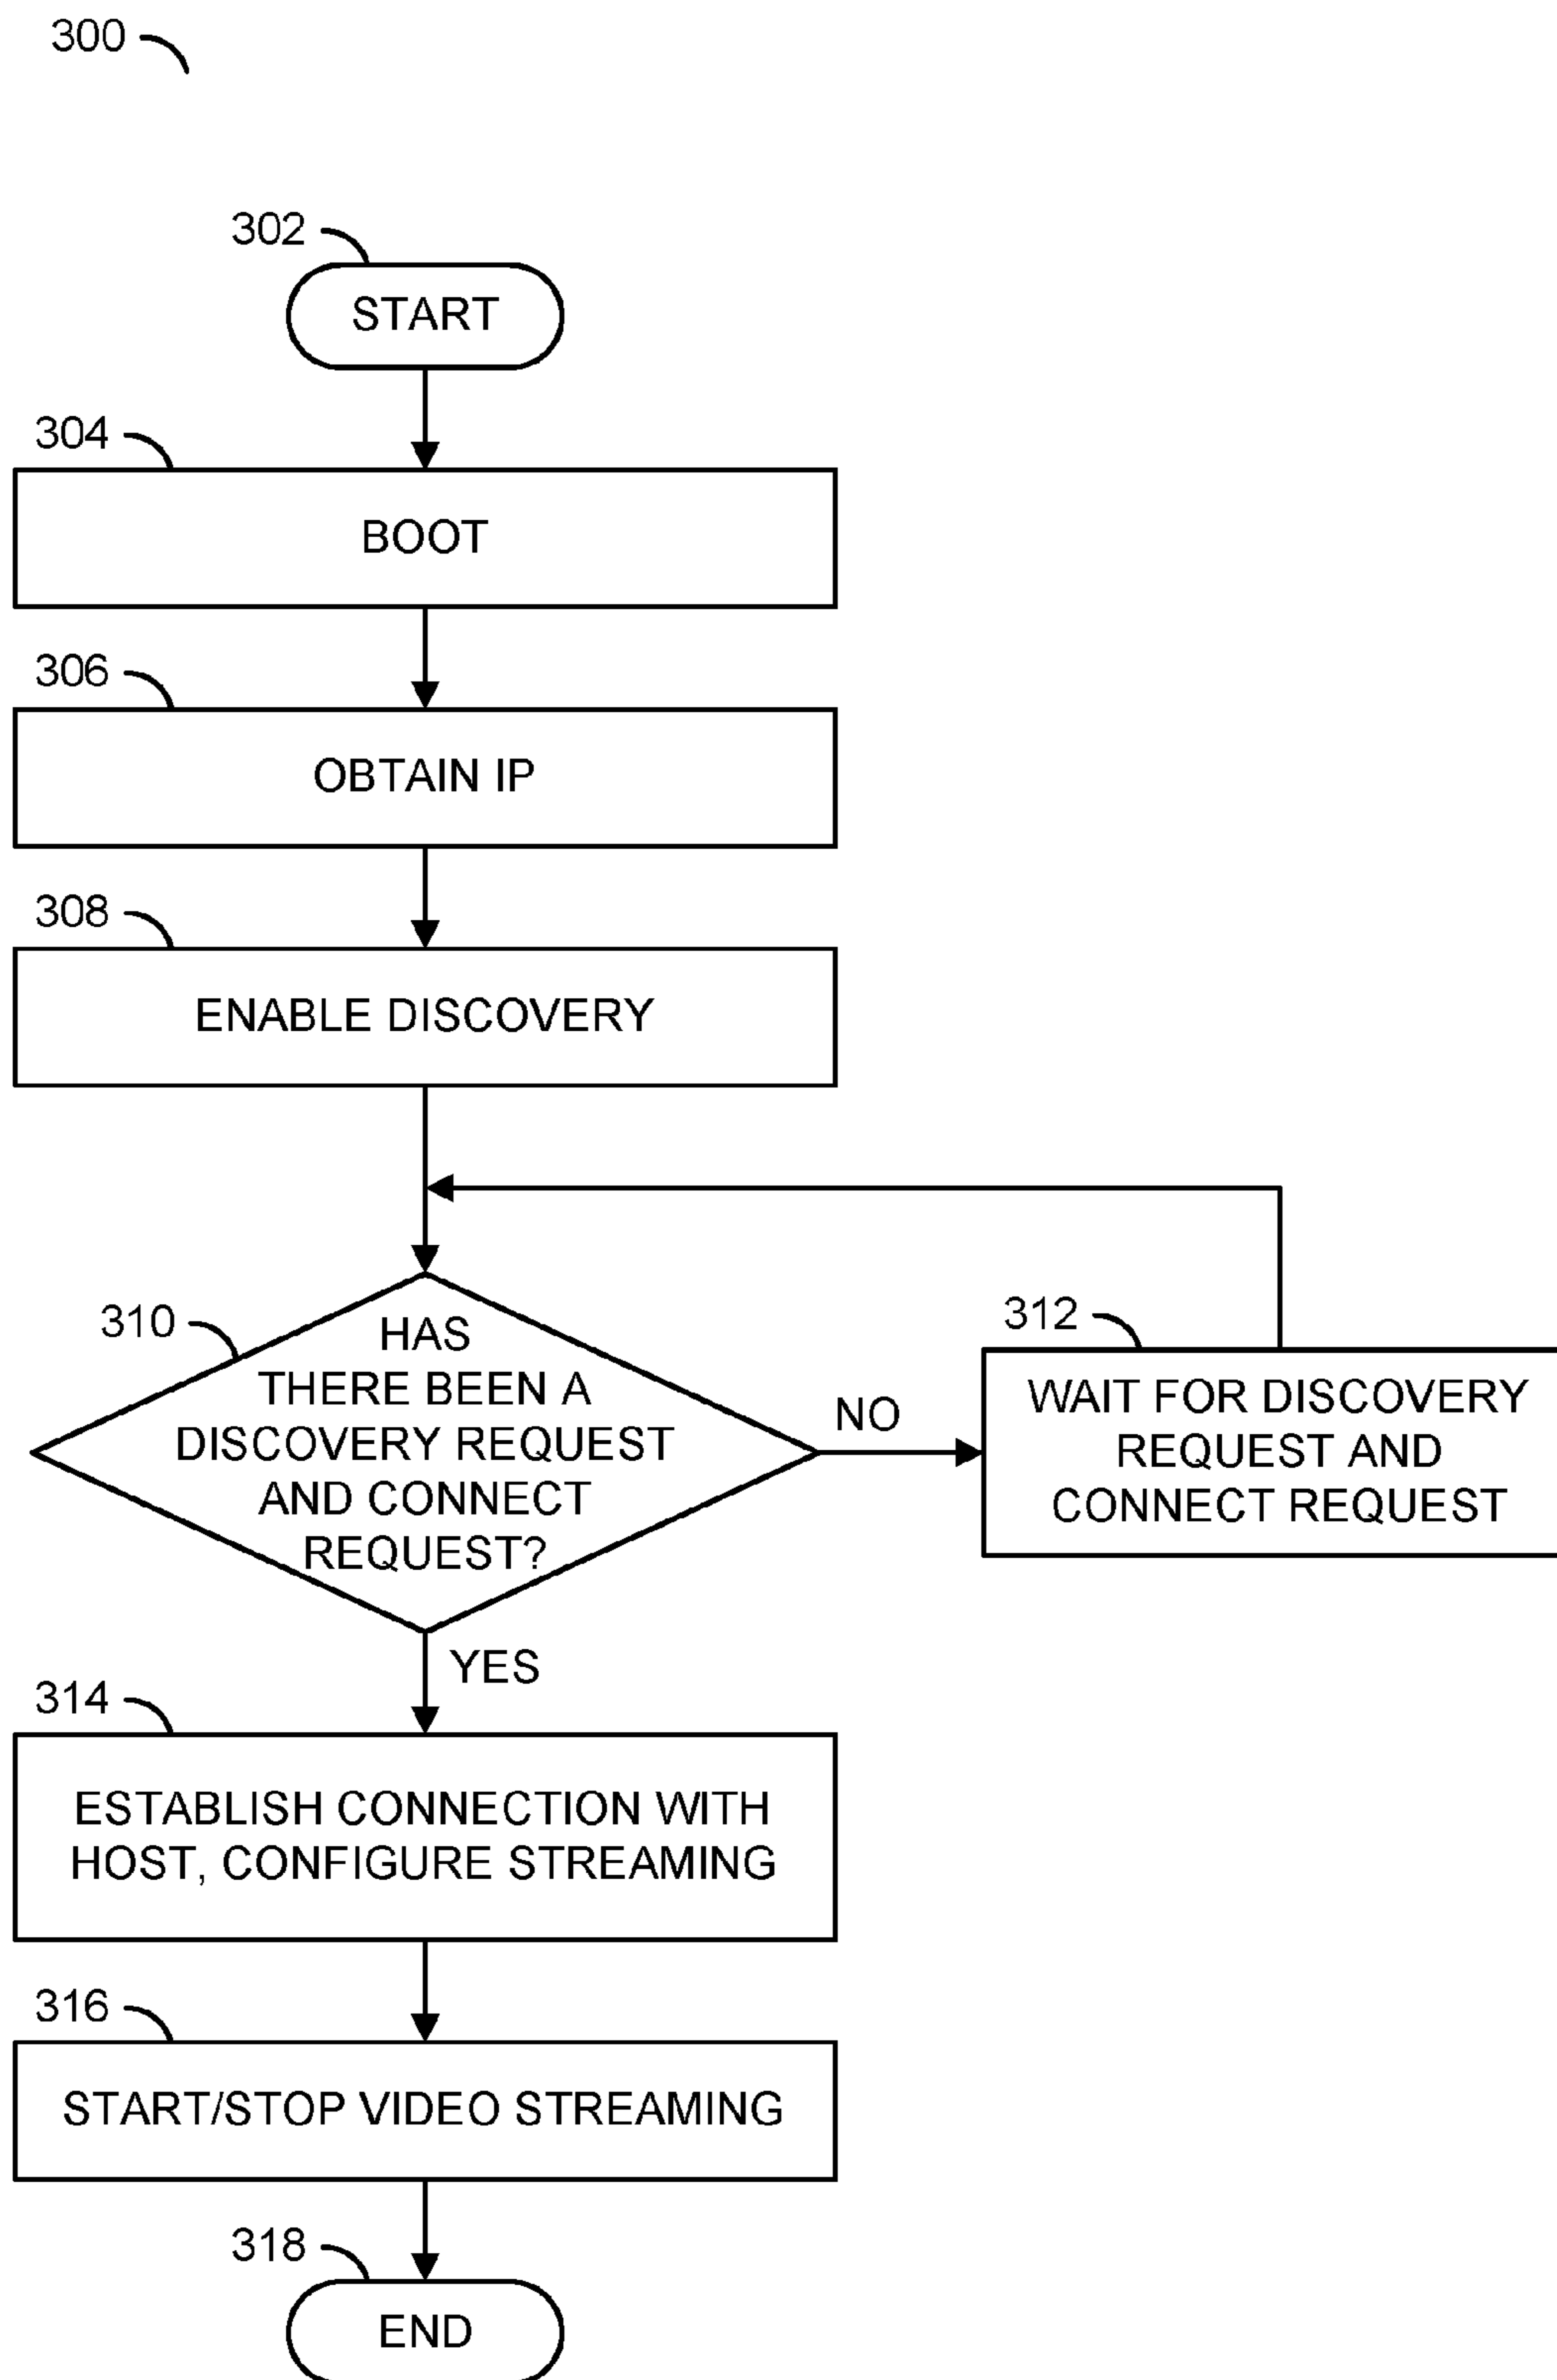 300
302
START
304
BOOT
306
OBTAIN IP
308
ENABLE DISCOVERY
310
HAS
THERE BEEN A
DISCOVERY REQUEST
AND CONNECT
REQUEST?
NO
312
WAIT FOR DISCOVERY
REQUEST AND
CONNECT REQUEST
YES
314
ESTABLISH CONNECTION WITH
HOST, CONFIGURE STREAMING
316
START/STOP VIDEO STREAMING
318
END